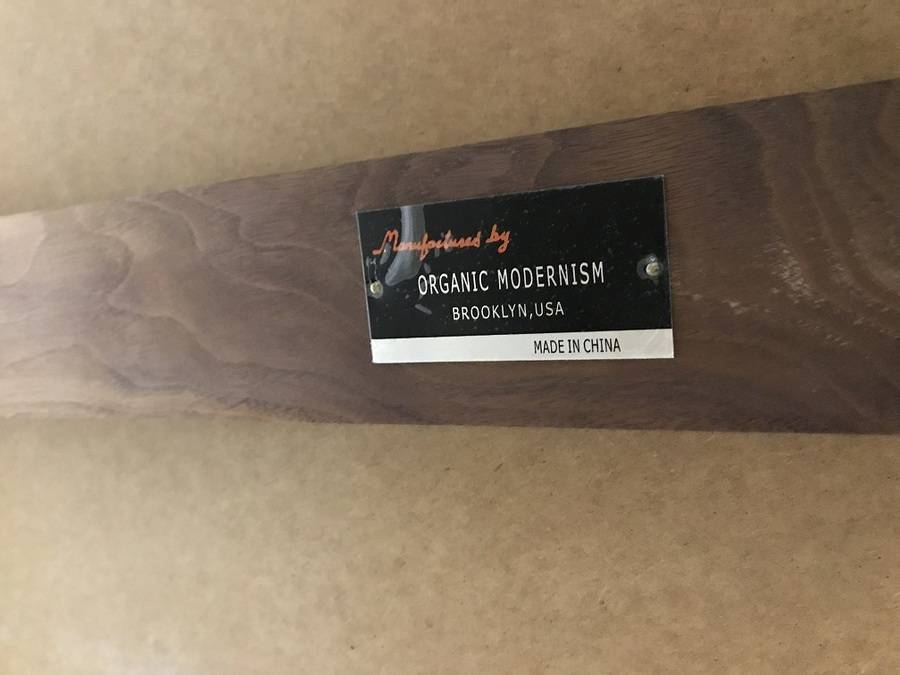 Manufactured by
ORGANIC MODERNISM
BROOKLYN,USA
MADE IN CHINA